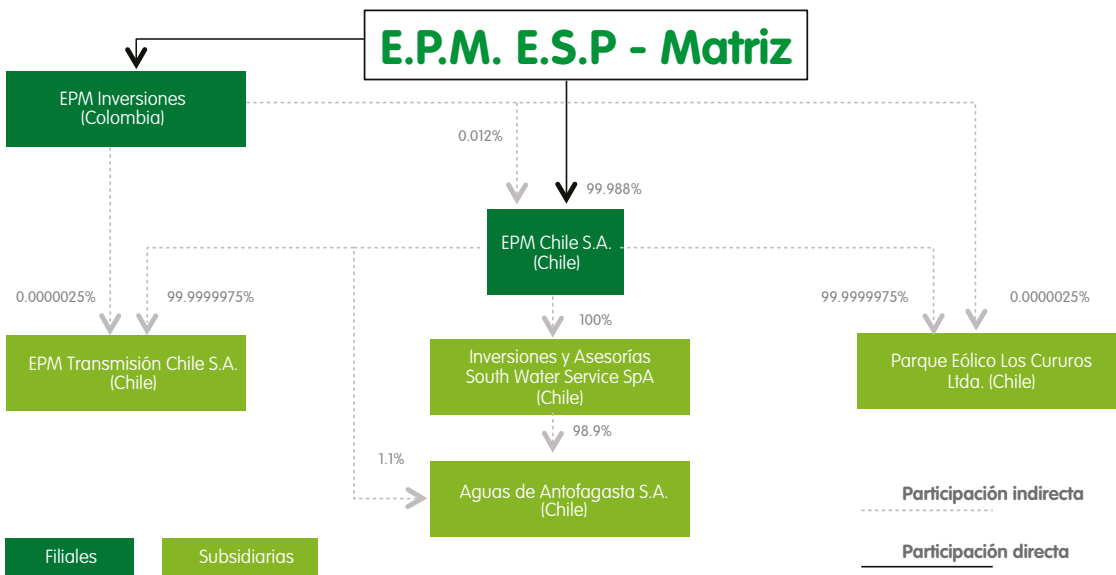 E.P.M. E.S.P - Matriz
EPM Inversiones
(Colombia)
0.012%
99.988%
EPM Chile S.A.
(Chile)
0.0000025%
99.9999975%
100%
99.9999975%
0.0000025%
EPM Transmisión Chile S.A.
(Chile)
Inversiones y Asesorías
South Water Service SpA
(Chile)
Parque Eólico Los Cururos
Ltda. (Chile)
98.9%
1.1%
Aguas de Antofagasta S.A.
(Chile)
Participación indirecta
Participación directa
Filiales
Subsidiarias